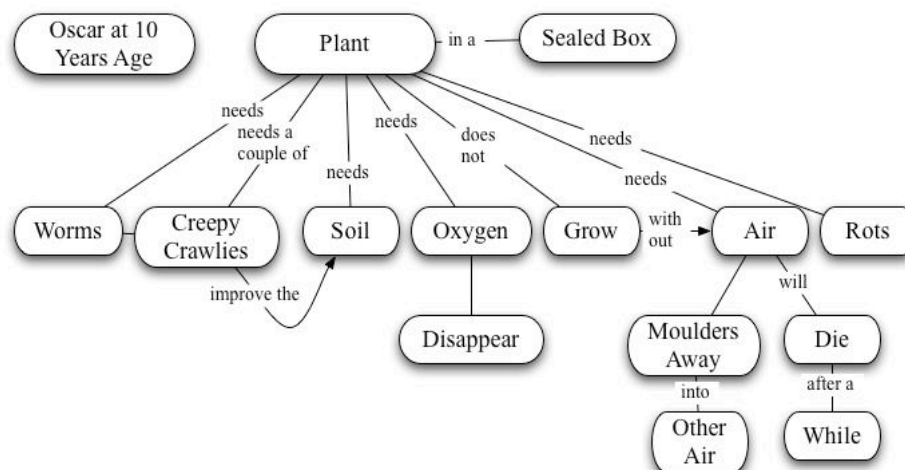 Oscar at 10
Years Age
Plant
in a
Sealed Box
needs
needs a
couple of
needs
needs
does
not
needs
needs
Worms
Creepy
Crawlies
Soil
Oxygen
Grow
with
out
Air
Rots
improve the
will
Disappear
Moulders
Away
Die
into
after a
Other
Air
While